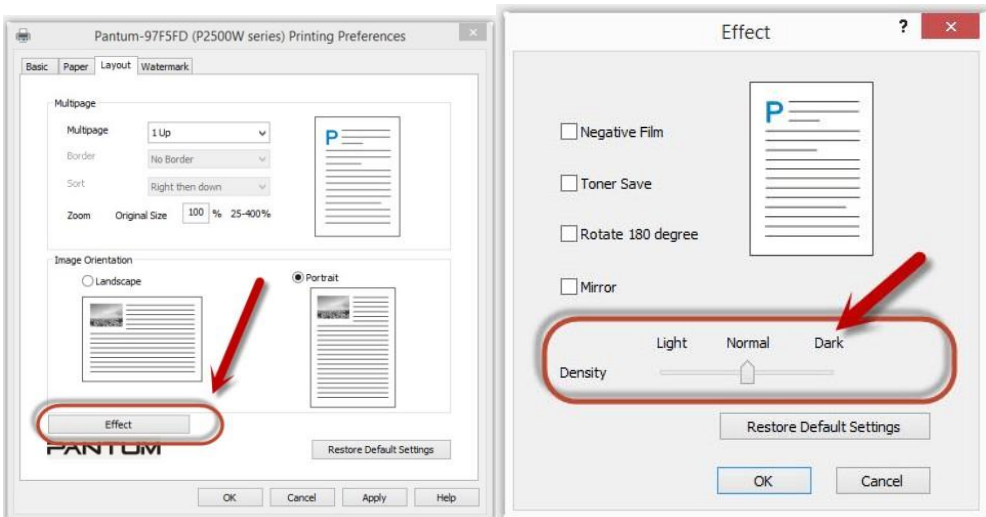 Pantum-97F5FD (P2500W series) Printing Preferences
Basic Paper Layout Watermark
Multipage
Multipage 1 Up
Border No Border
Sort Right then down
Zoom Original Size 100 % 25-400%
P
Image Orientation
Landscape Portrait
Effect
PANTUM Restore Default Settings
OK Cancel Apply Help
Effect ?
P
Negative Film
Toner Save
Rotate 180 degree
Mirror
Light Normal Dark
Density
Restore Default Settings
OK Cancel